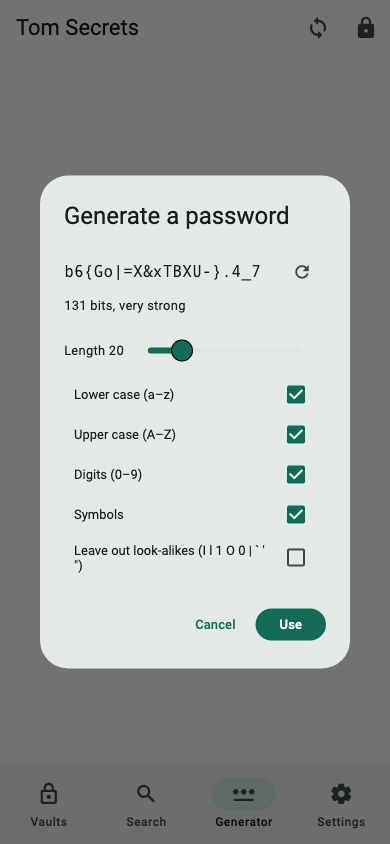 Tom Secrets
Generate a password
b6{Go|=X&xTBXU-}.4_7
131 bits, very strong
Length 20
Lower case (a–z)
Upper case (A–Z)
Digits (0–9)
Symbols
Leave out look-alikes (I l 1 O 0 | ` '
")
Cancel
Use
Vaults
Search
Generator
Settings